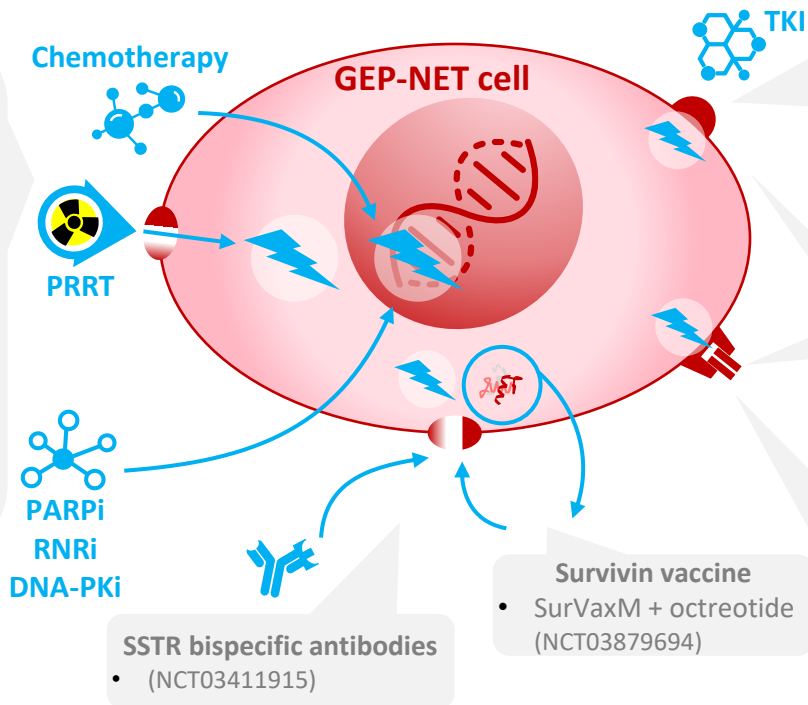 TKI
Chemotherapy
GEP-NET cell
PRRT
PARPi
RNRi
DNA-PKi
Survivin vaccine
• SurVaxM + octreotide
(NCT03879694)
SSTR bispecific antibodies
• (NCT03411915)